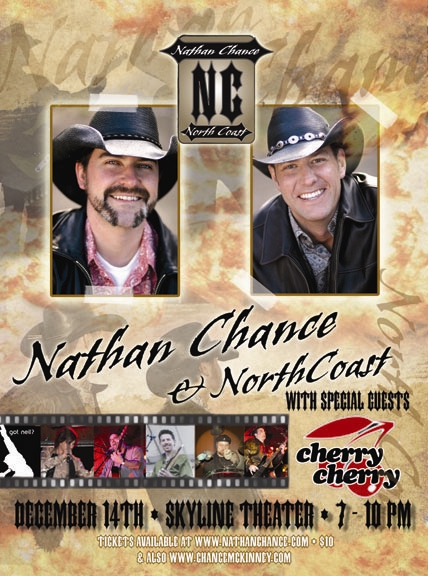 Nathan Chance
NC
North Coast
Nathan Chance
& NorthCoast
WITH SPECIAL GUESTS
got neil?
cherry
cherry
DECEMBER 14TH • SKYLINE THEATER • 7 - 10 PM
TICKETS AVAILABLE AT WWW.NATHANCHANCE.COM • $10
& ALSO WWW.CHANCEMCKINNEY.COM